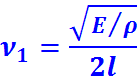 ν₁ = √(E/ρ) / 2l